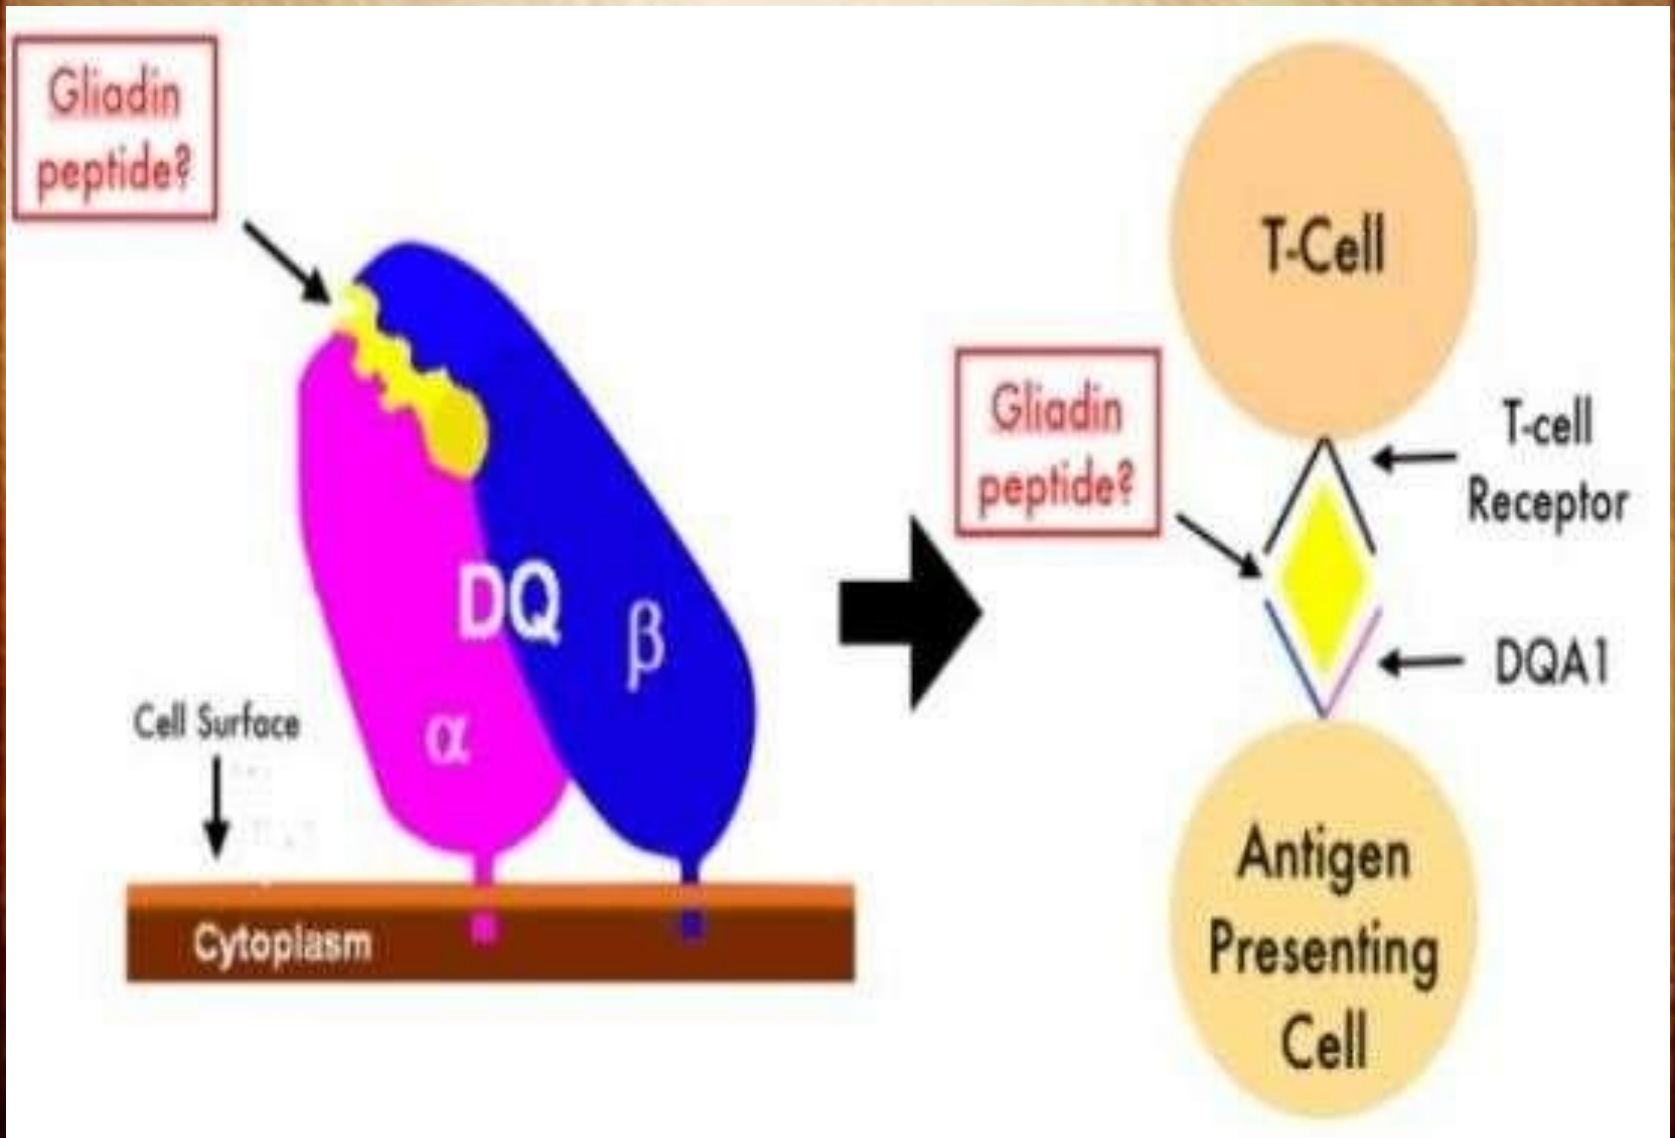 Gliadin
peptide?
DQ
β
α
Cell Surface
Cytoplasm
T-Cell
Gliadin
peptide?
T-cell
Receptor
DQA1
Antigen
Presenting
Cell